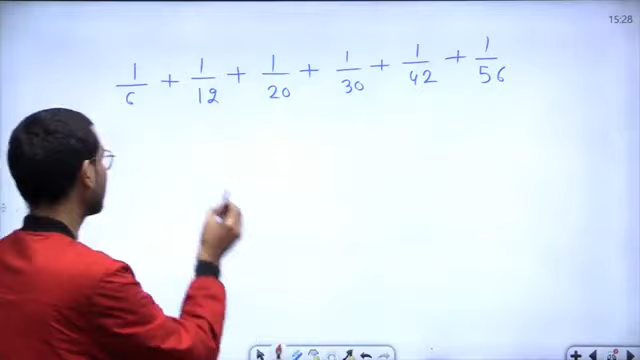 15:28
1/6 + 1/12 + 1/20 + 1/30 + 1/42 + 1/56